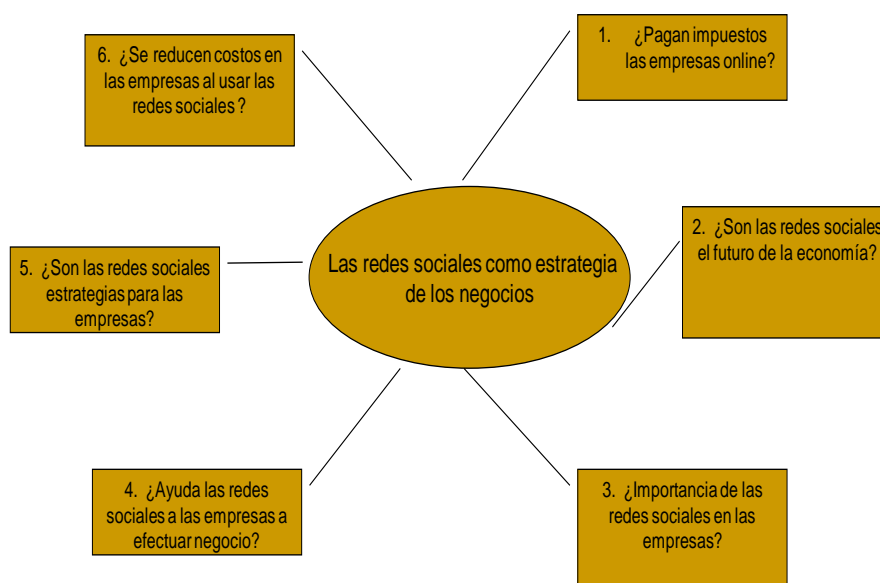 Las redes sociales como estrategia
de los negocios
1. ¿Pagan impuestos
las empresas online?
2. ¿Son las redes sociales
el futuro de la economía?
3. ¿Importancia de las
redes sociales en las
empresas?
4. ¿Ayuda las redes
sociales a las empresas a
efectuar negocio?
5. ¿Son las redes sociales
estrategias para las
empresas?
6. ¿Se reducen costos en
las empresas al usar las
redes sociales ?